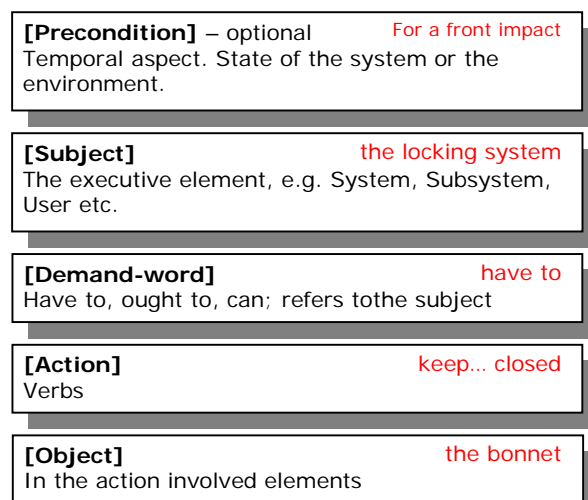 [Precondition] – optional For a front impact
Temporal aspect. State of the system or the
environment.
[Subject] the locking system
The executive element, e.g. System, Subsystem,
User etc.
[Demand-word] have to
Have to, ought to, can; refers tothe subject
[Action] keep... closed
Verbs
[Object] the bonnet
In the action involved elements